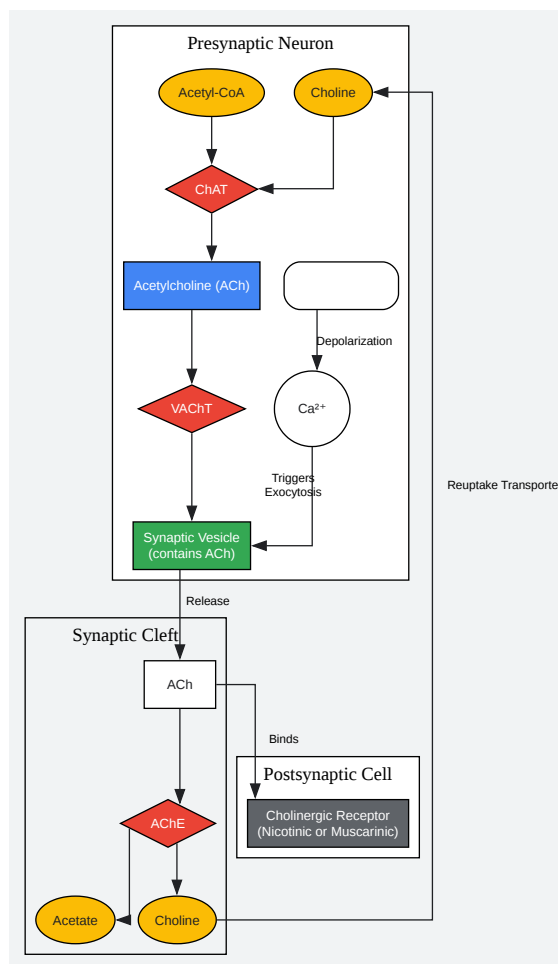 Presynaptic Neuron
Acetyl-CoA
Choline
ChAT
Acetylcholine (ACh)
Depolarization
VAChT
Ca²⁺
Triggers
Exocytosis
Reuptake Transporte
Synaptic Vesicle
(contains ACh)
Release
Synaptic Cleft
ACh
Binds
Postsynaptic Cell
Cholinergic Receptor
(Nicotinic or Muscarinic)
AChE
Acetate
Choline